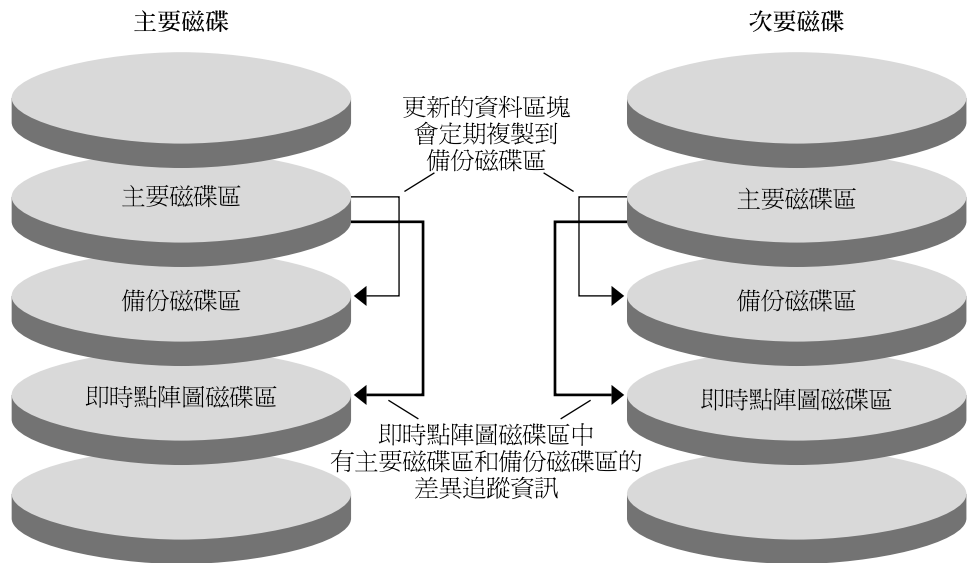 主要磁碟
次要磁碟
更新的資料區塊
會定期複製到
備份磁碟區
主要磁碟區
主要磁碟區
備份磁碟區
備份磁碟區
即時點陣圖磁碟區
即時點陣圖磁碟區
即時點陣圖磁碟區中
有主要磁碟區和備份磁碟區的
差異追蹤資訊